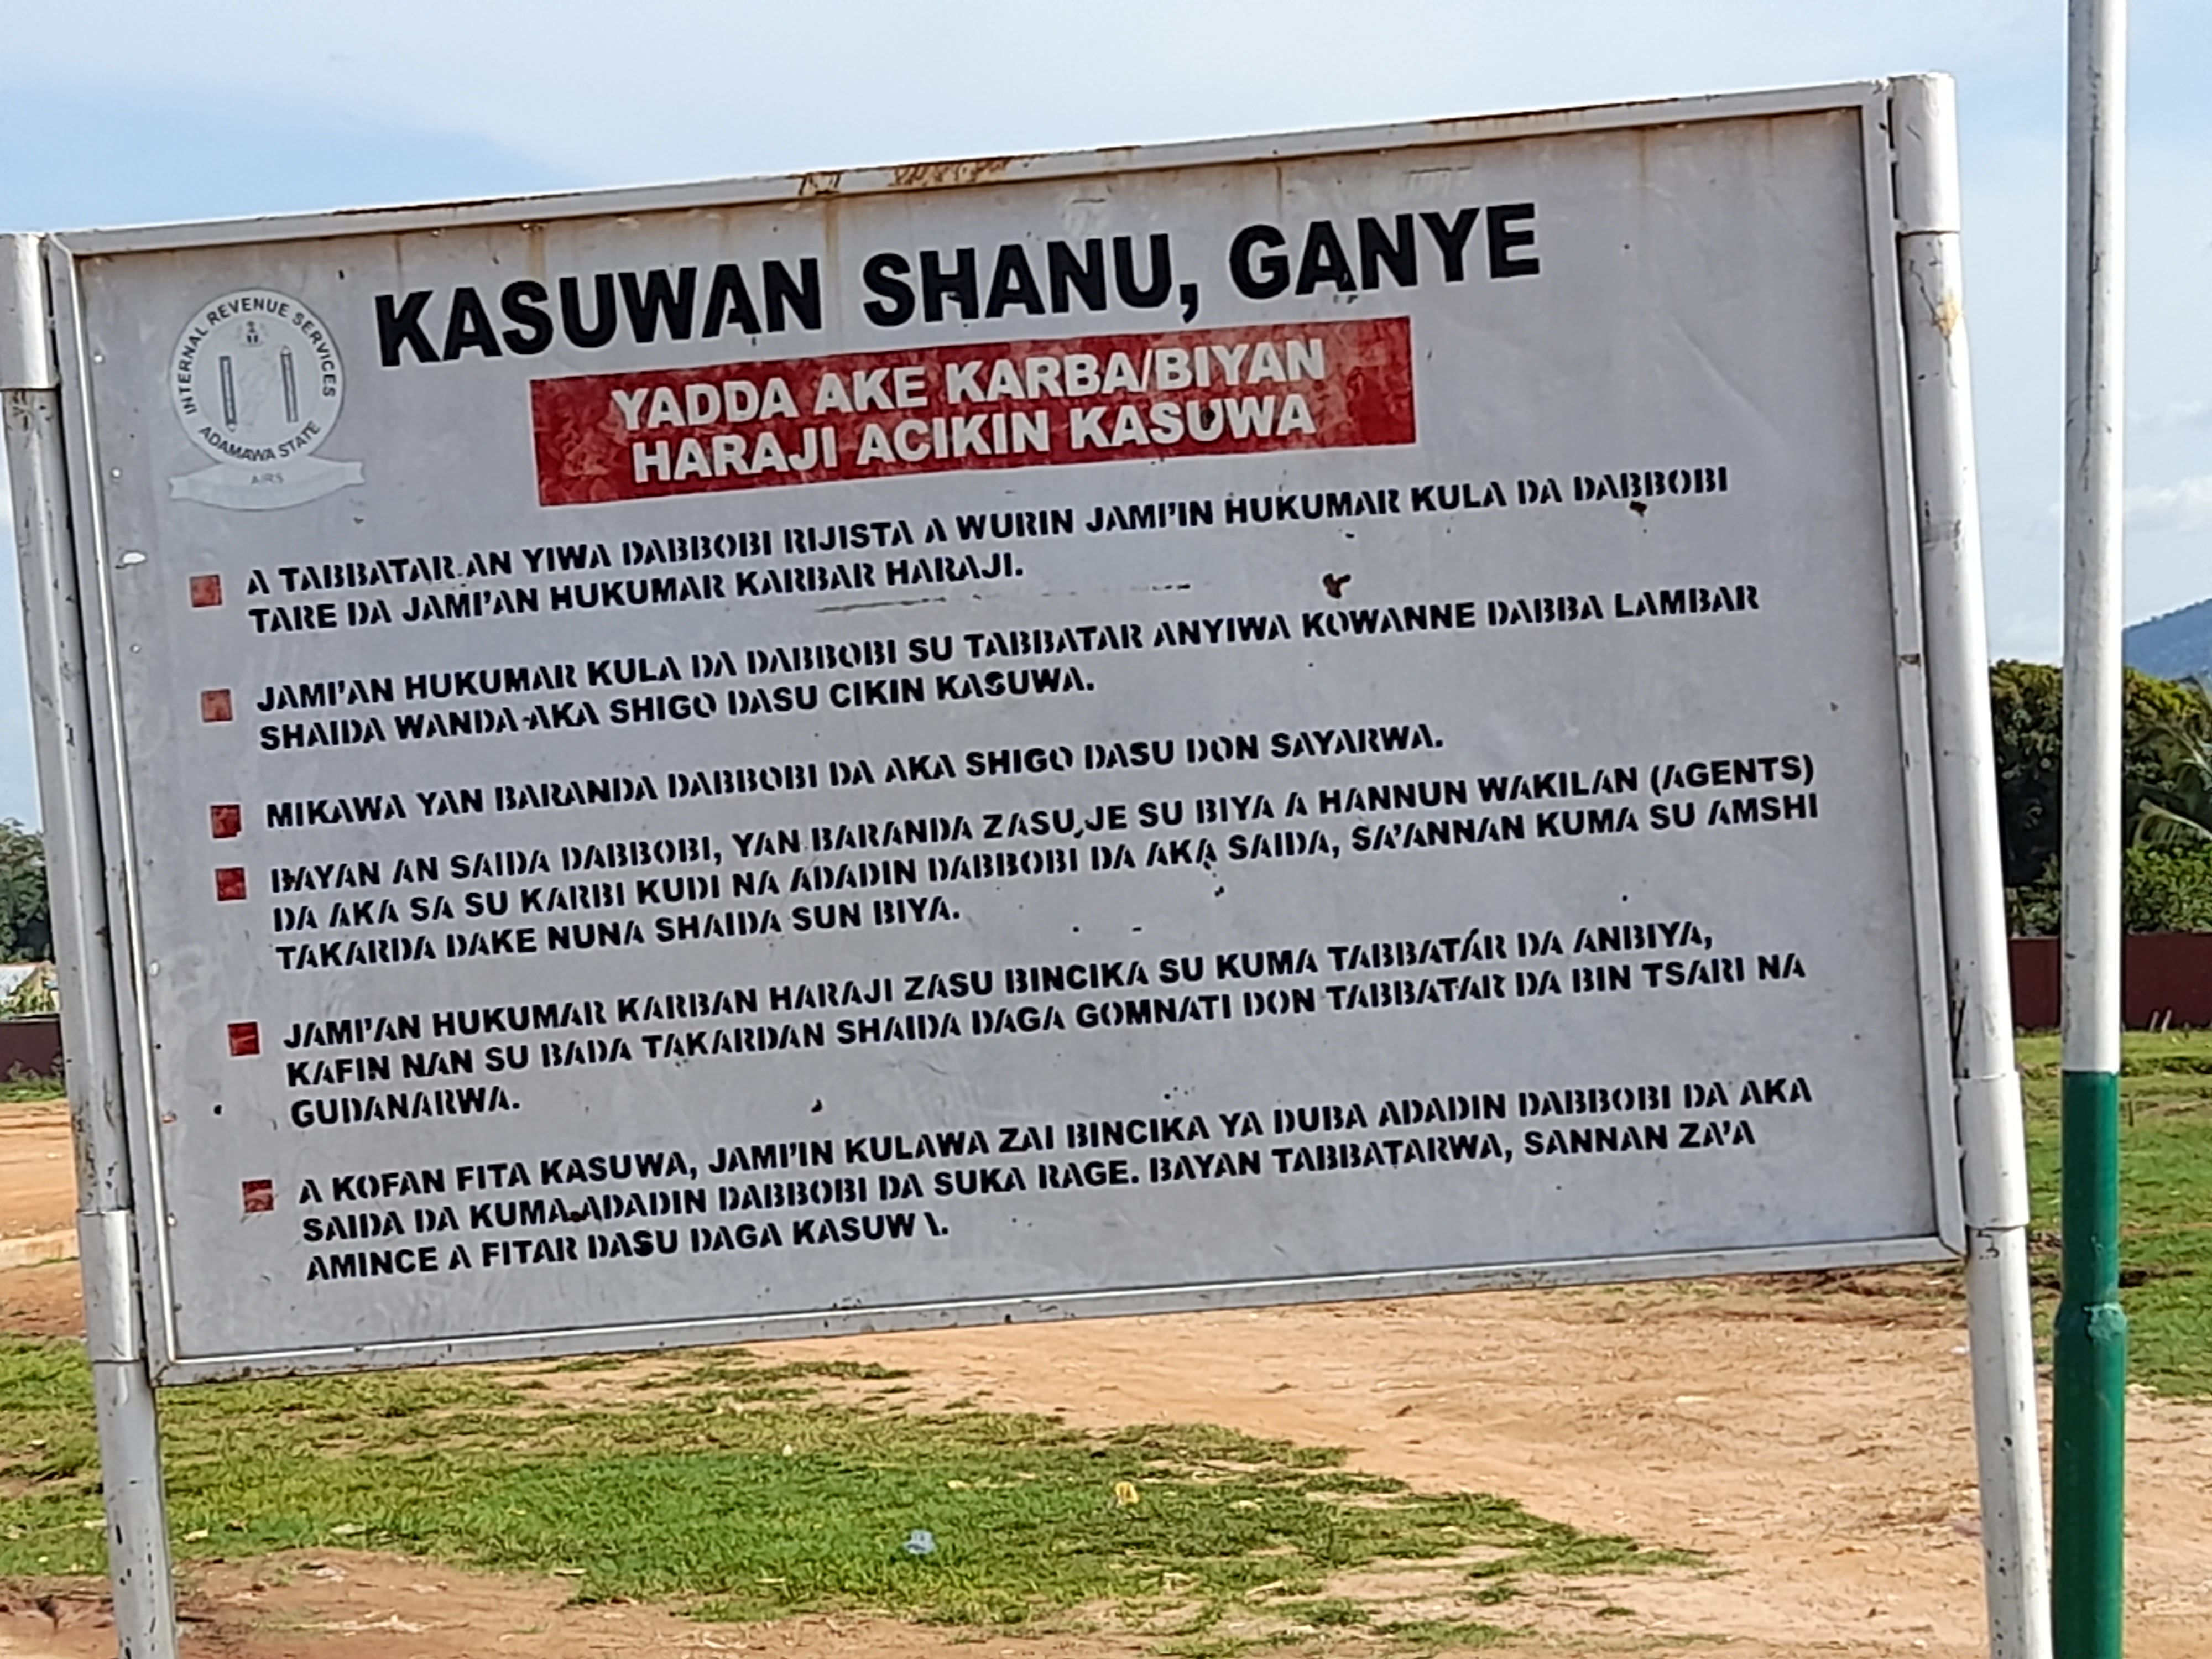 INTERNAL REVENUE SERVICES
ADAMAWA STATE
AIRS
KASUWAN SHANU, GANYE
YADDA AKE KARBA/BIYAN
HARAJI ACIKIN KASUWA
A TABBATAR AN YIWA DABBOBI RIJISTA A WURIN JAMI'IN HUKUMAR KULA DA DABBOBI
TARE DA JAMI'AN HUKUMAR KARBAR HARAJI.
JAMI'AN HUKUMAR KULA DA DABBOBI SU TABBATAR ANYIWA KOWANNE DABBA LAMBAR
SHAIDA WANDA AKA SHIGO DASU CIKIN KASUWA.
MIKAWA YAN BARANDA DABBOBI DA AKA SHIGO DASU DON SAYARWA.
BAYAN AN SAIDA DABBOBI, YAN BARANDA ZASU JE SU BIYA A HANNUN WAKILAN (AGENTS)
DA AKA SA SU KARBI KUDI NA ADADIN DABBOBI DA AKA SAIDA, SA'ANNAN KUMA SU AMSHI
TAKARDA DAKE NUNA SHAIDA SUN BIYA.
JAMI'AN HUKUMAR KARBAN HARAJI ZASU BINCIKA SU KUMA TABBATAR DA ANBIYA,
KAFIN NAN SU BADA TAKARDAN SHAIDA DAGA GOMNATI DON TABBATAR DA BIN TSARI NA
GUDANARWA.
A KOFAN FITA KASUWA, JAMI'IN KULAWA ZAI BINCIKA YA DUBA ADADIN DABBOBI DA AKA
SAIDA DA KUMA ADADIN DABBOBI DA SUKA RAGE. BAYAN TABBATARWA, SANNAN ZA'A
AMINCE A FITAR DASU DAGA KASUWA.